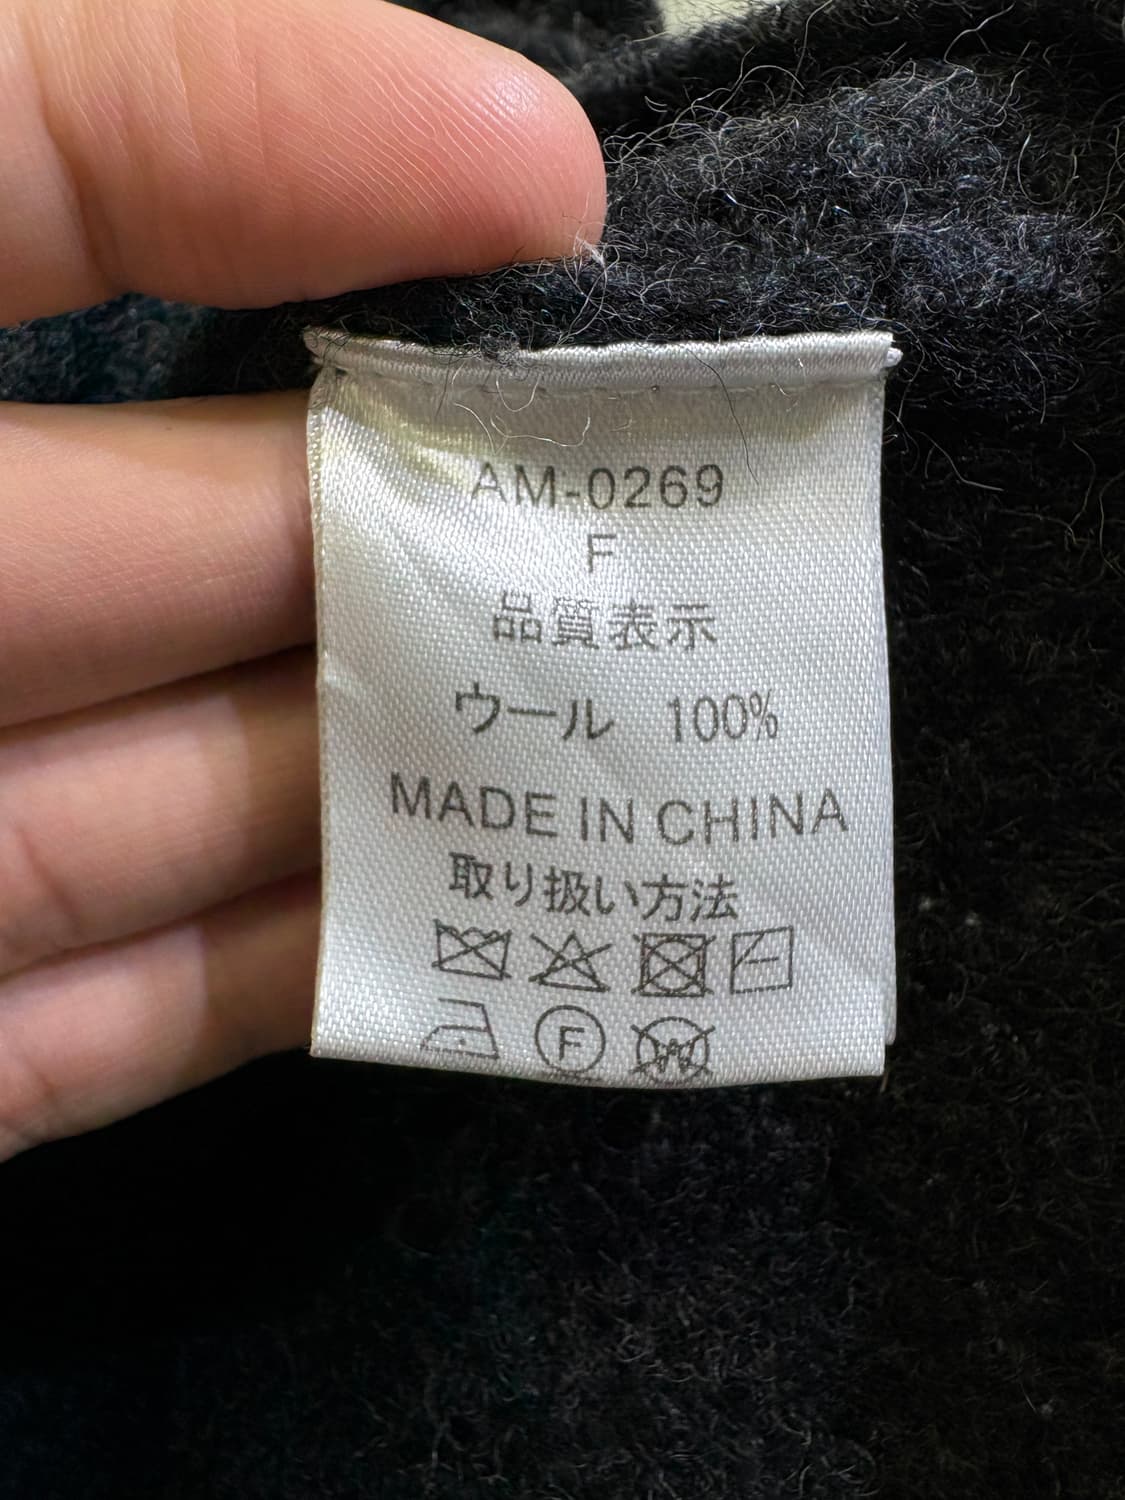 AM-0269
F
品質表示
ウール 100%
MADE IN CHINA
取り扱い方法
F
W